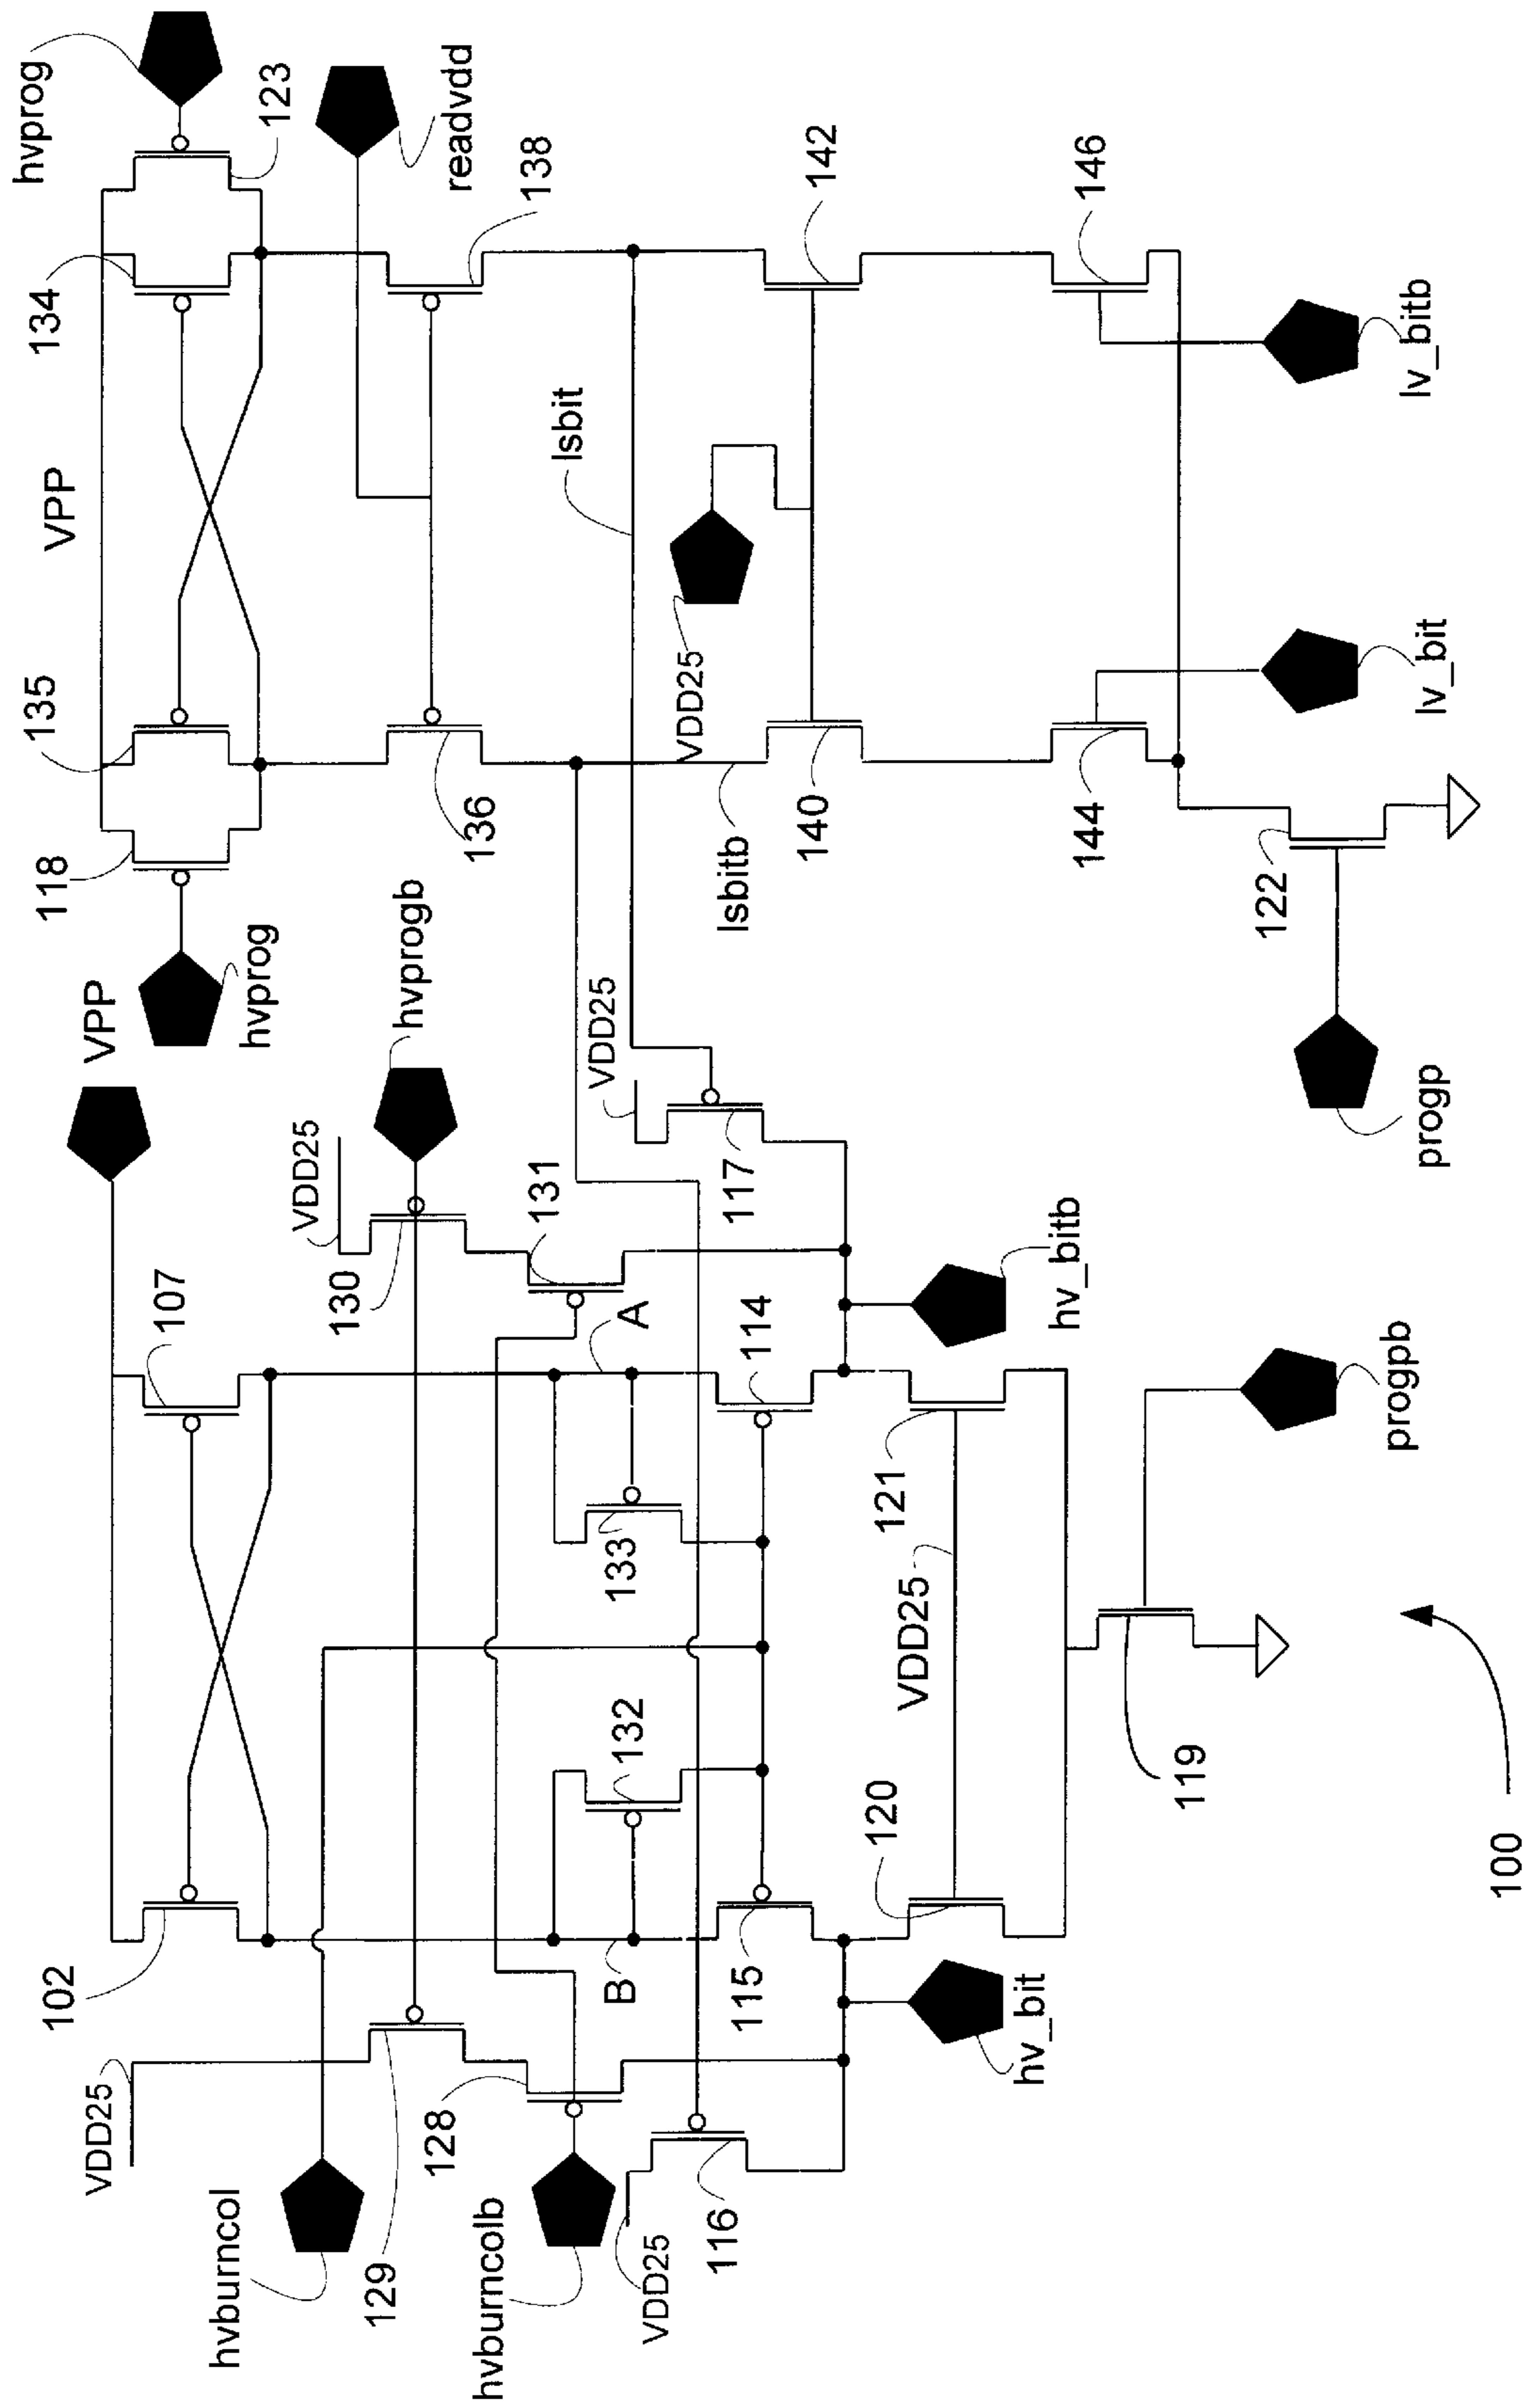 hvprog
123
readvdd
138
142
146
lv_bitb
134
VPP
lsbit
VDD25
135
136
lsbitb
140
144
lv_bit
118
hvprog
122
progp
VPP
hvprogb
VDD25
131
117
VDD25
107
130
A
114
hv_bitb
progpb
133
121
VDD25
132
120
119
100
102
B
115
hv_bit
VDD25
128
116
VDD25
hvburncol
129
hvburncolb